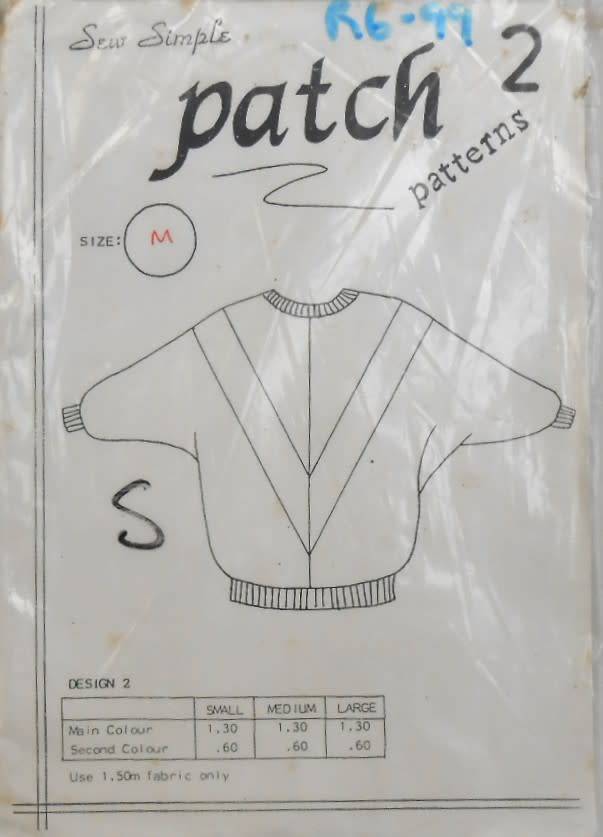 R6-99
Sew Simple
patch 2
patterns
SIZE: M
S
DESIGN 2
SMALL MEDIUM LARGE
Main Colour 1.30 1.30 1.30
Second Colour .60 .60 .60
Use 1.50m fabric only